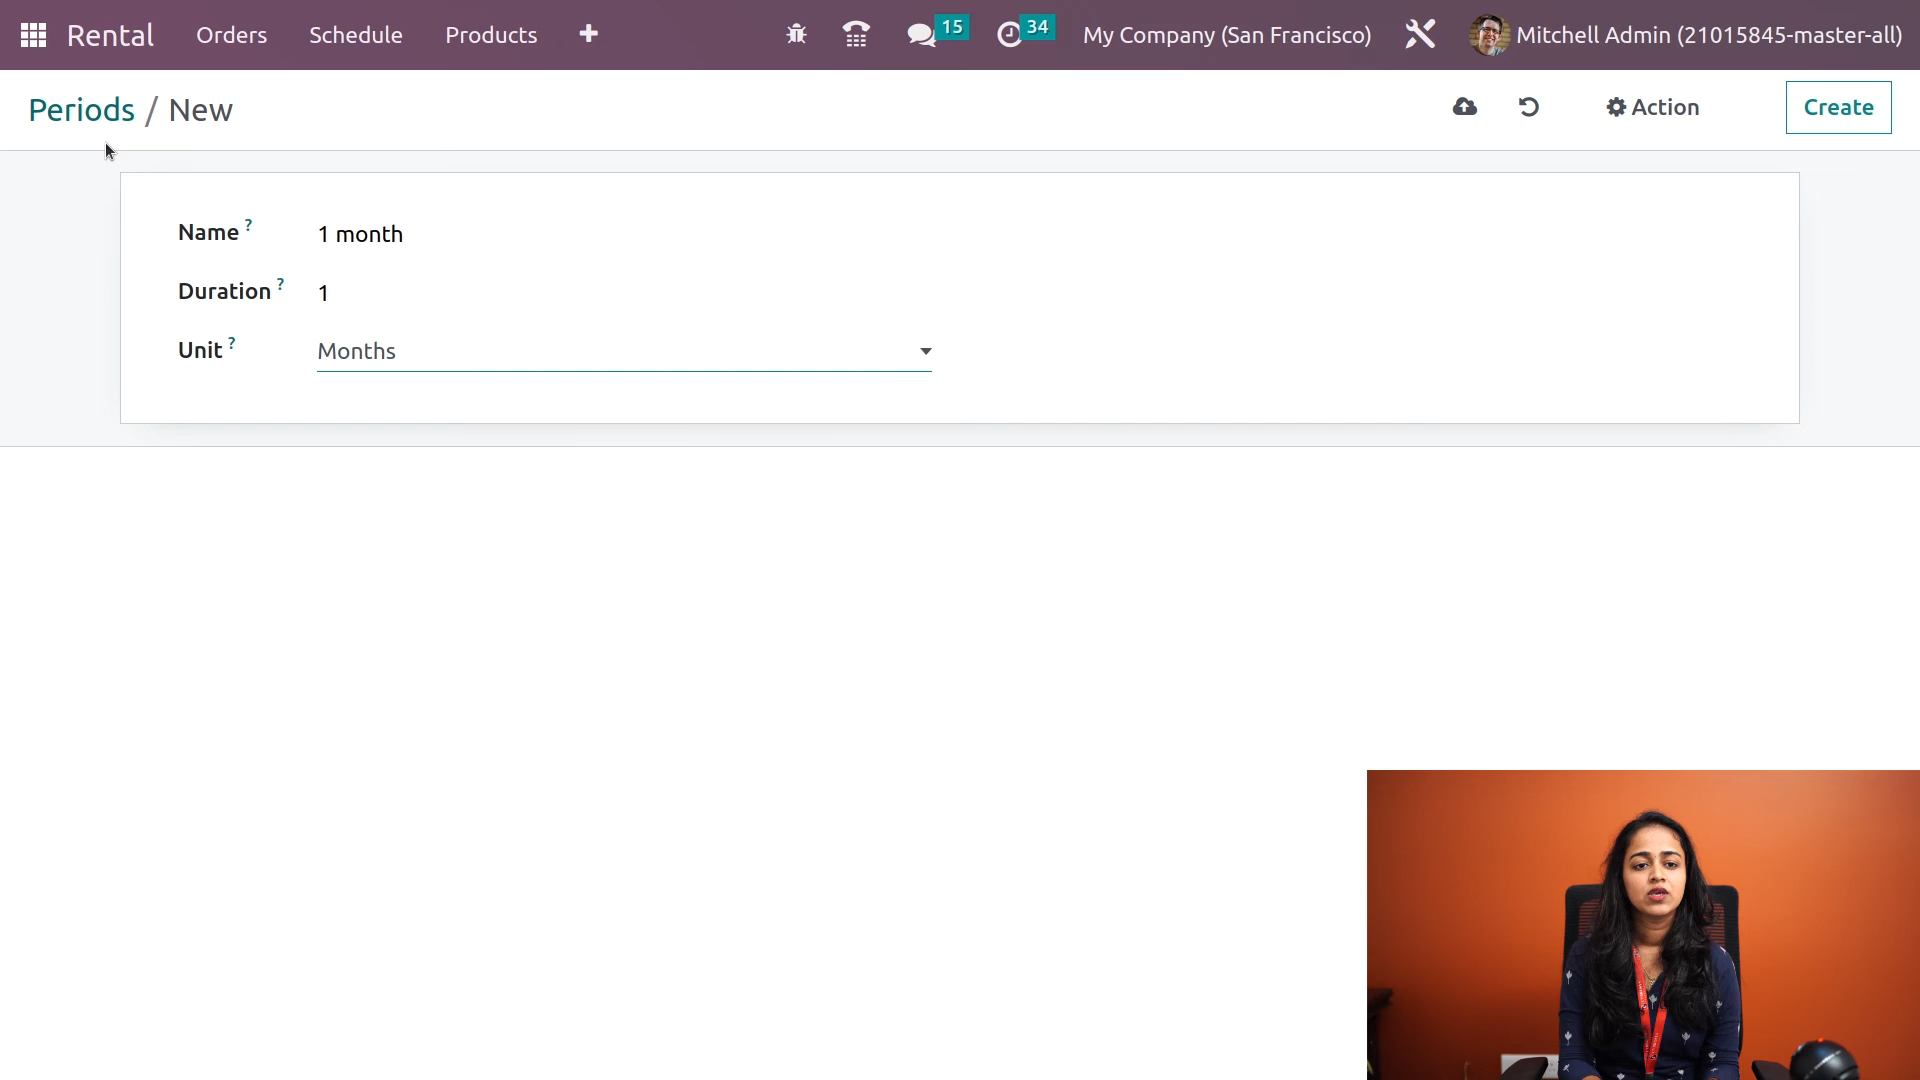 Rental Orders Schedule Products 15 34 My Company (San Francisco) Mitchell Admin (21015845-master-all)
Periods / New Action Create
Name ? 1 month
Duration ? 1
Unit ? Months